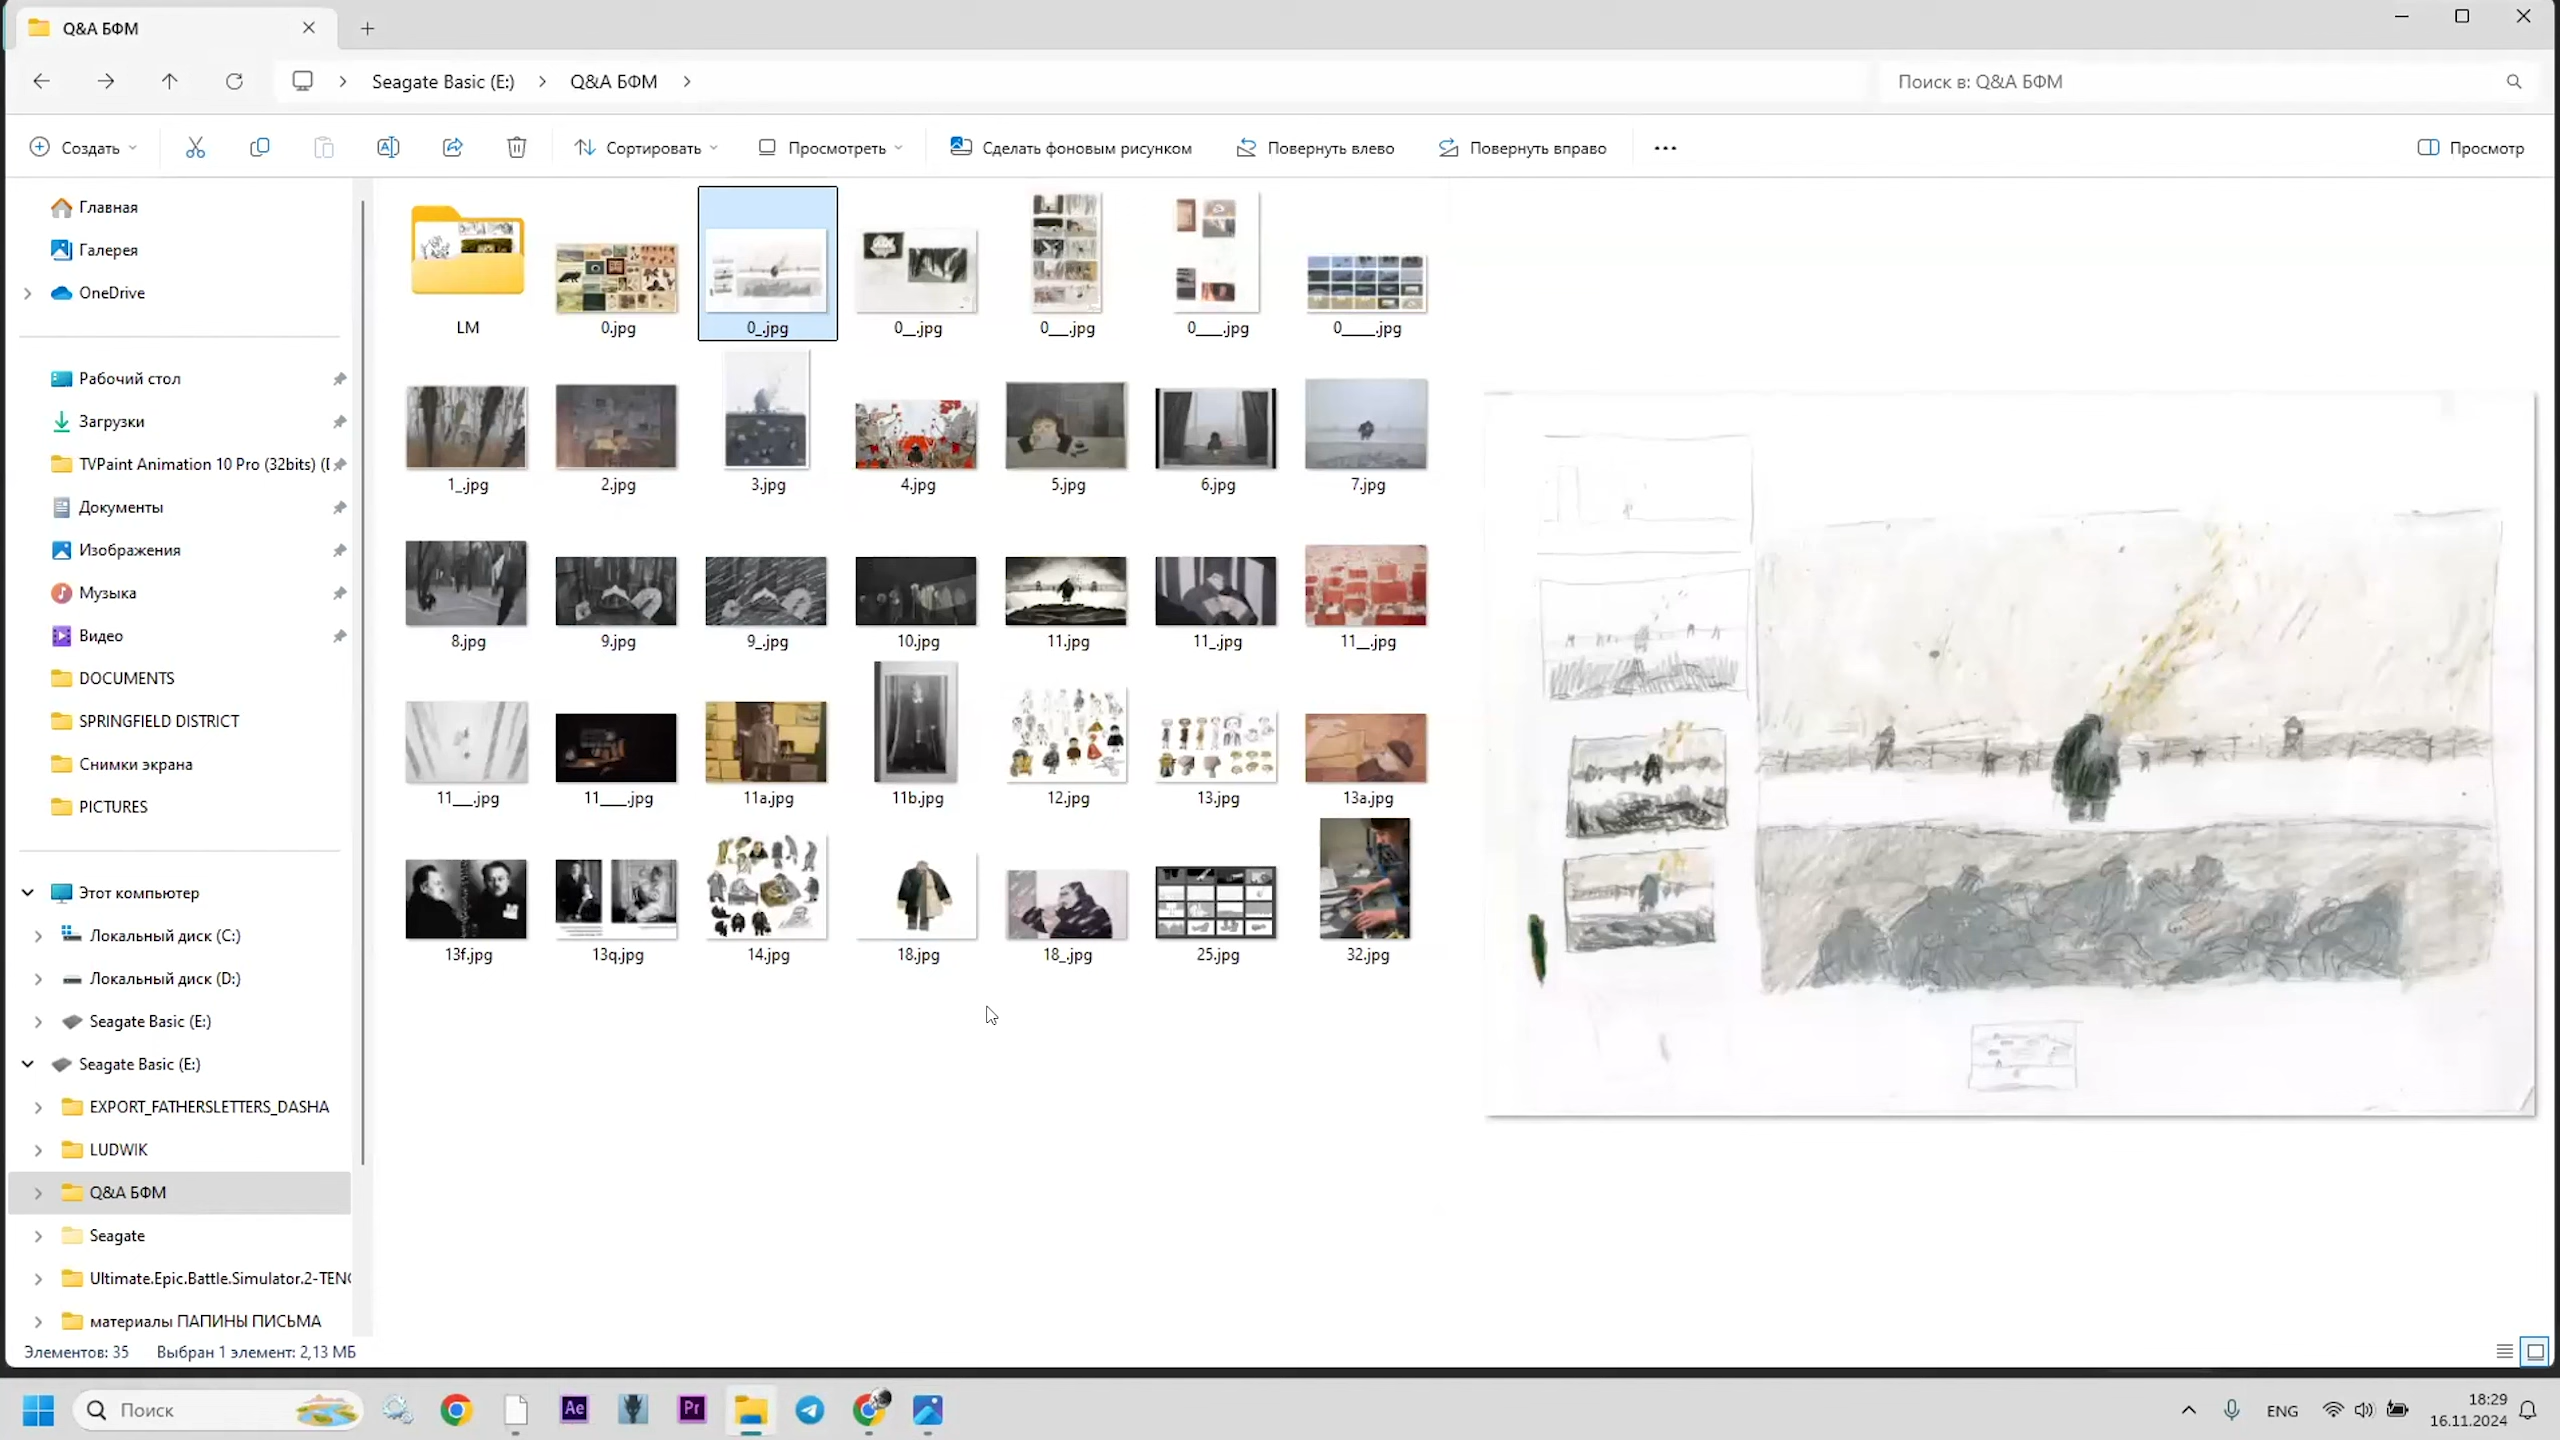 Q&A БФМ
Seagate Basic (E:)
Q&A БФМ
Поиск в: Q&A БФМ
Создать
Сортировать
Просмотреть
Сделать фоновым рисунком
Повернуть влево
Повернуть вправо
Просмотр
Главная
Галерея
OneDrive
Рабочий стол
Загрузки
TVPaint Animation 10 Pro (32bits) (
Документы
Изображения
Музыка
Видео
DOCUMENTS
SPRINGFIELD DISTRICT
Снимки экрана
PICTURES
Этот компьютер
Локальный диск (C:)
Локальный диск (D:)
Seagate Basic (E:)
Seagate Basic (E:)
EXPORT_FATHERSLETTERS_DASHA
LUDWIK
Q&A БФМ
Seagate
Ultimate.Epic.Battle.Simulator.2-TEN
материалы ПАПИНЫ ПИСЬМА
LM
0.jpg
0_.jpg
0__.jpg
0___.jpg
0____.jpg
0_____.jpg
1_.jpg
2.jpg
3.jpg
4.jpg
5.jpg
6.jpg
7.jpg
8.jpg
9.jpg
9_.jpg
10.jpg
11.jpg
11_.jpg
11__.jpg
11___.jpg
11____.jpg
11a.jpg
11b.jpg
12.jpg
13.jpg
13a.jpg
13f.jpg
13q.jpg
14.jpg
18.jpg
18_.jpg
25.jpg
32.jpg
Элементов: 35
Выбран 1 элемент: 2,13 МБ
Поиск
Ae
Pr
ENG
18:29
16.11.2024